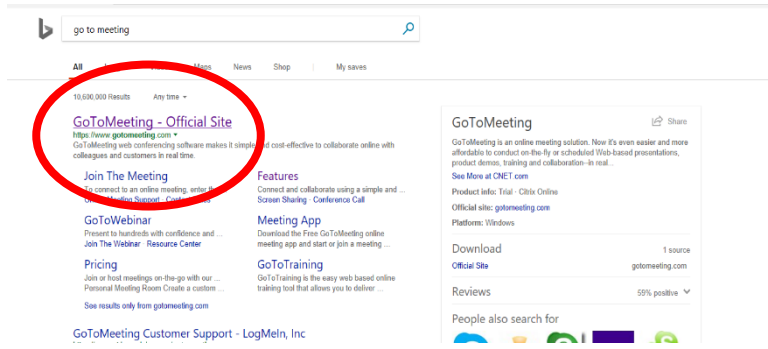 go to meeting
All Maps News Shop My saves
10,600,000 Results Any time
GoToMeeting - Official Site
https://www.gotomeeting.com
GoToMeeting web conferencing software makes it simple and cost-effective to collaborate online with
colleagues and customers in real time.
Join The Meeting
To connect to an online meeting, enter the
Online Meeting Support ·
Features
Connect and collaborate using a simple and ...
Screen Sharing · Conference Call
GoToWebinar
Present to hundreds with confidence and ...
Join The Webinar · Resource Center
Meeting App
Download the Free GoToMeeting online
meeting app and start or join a meeting ...
Pricing
Join or host meetings on-the-go with our ...
Personal Meeting Room Create a custom ...
GoToTraining
GoToTraining is the easy web based online
training tool that allows you to deliver ...
See results only from gotomeeting.com
GoToMeeting Customer Support - LogMeIn, Inc
GoToMeeting
Share
GoToMeeting is an online meeting solution. Now it's even easier and more
affordable to conduct on-the-fly or scheduled Web-based presentations,
product demos, training and collaboration--in real...
See More at CNET.com
Product info: Trial · Citrix Online
Official site: gotomeeting.com
Platform: Windows
Download 1 source
Official Site gotomeeting.com
Reviews 59% positive
People also search for